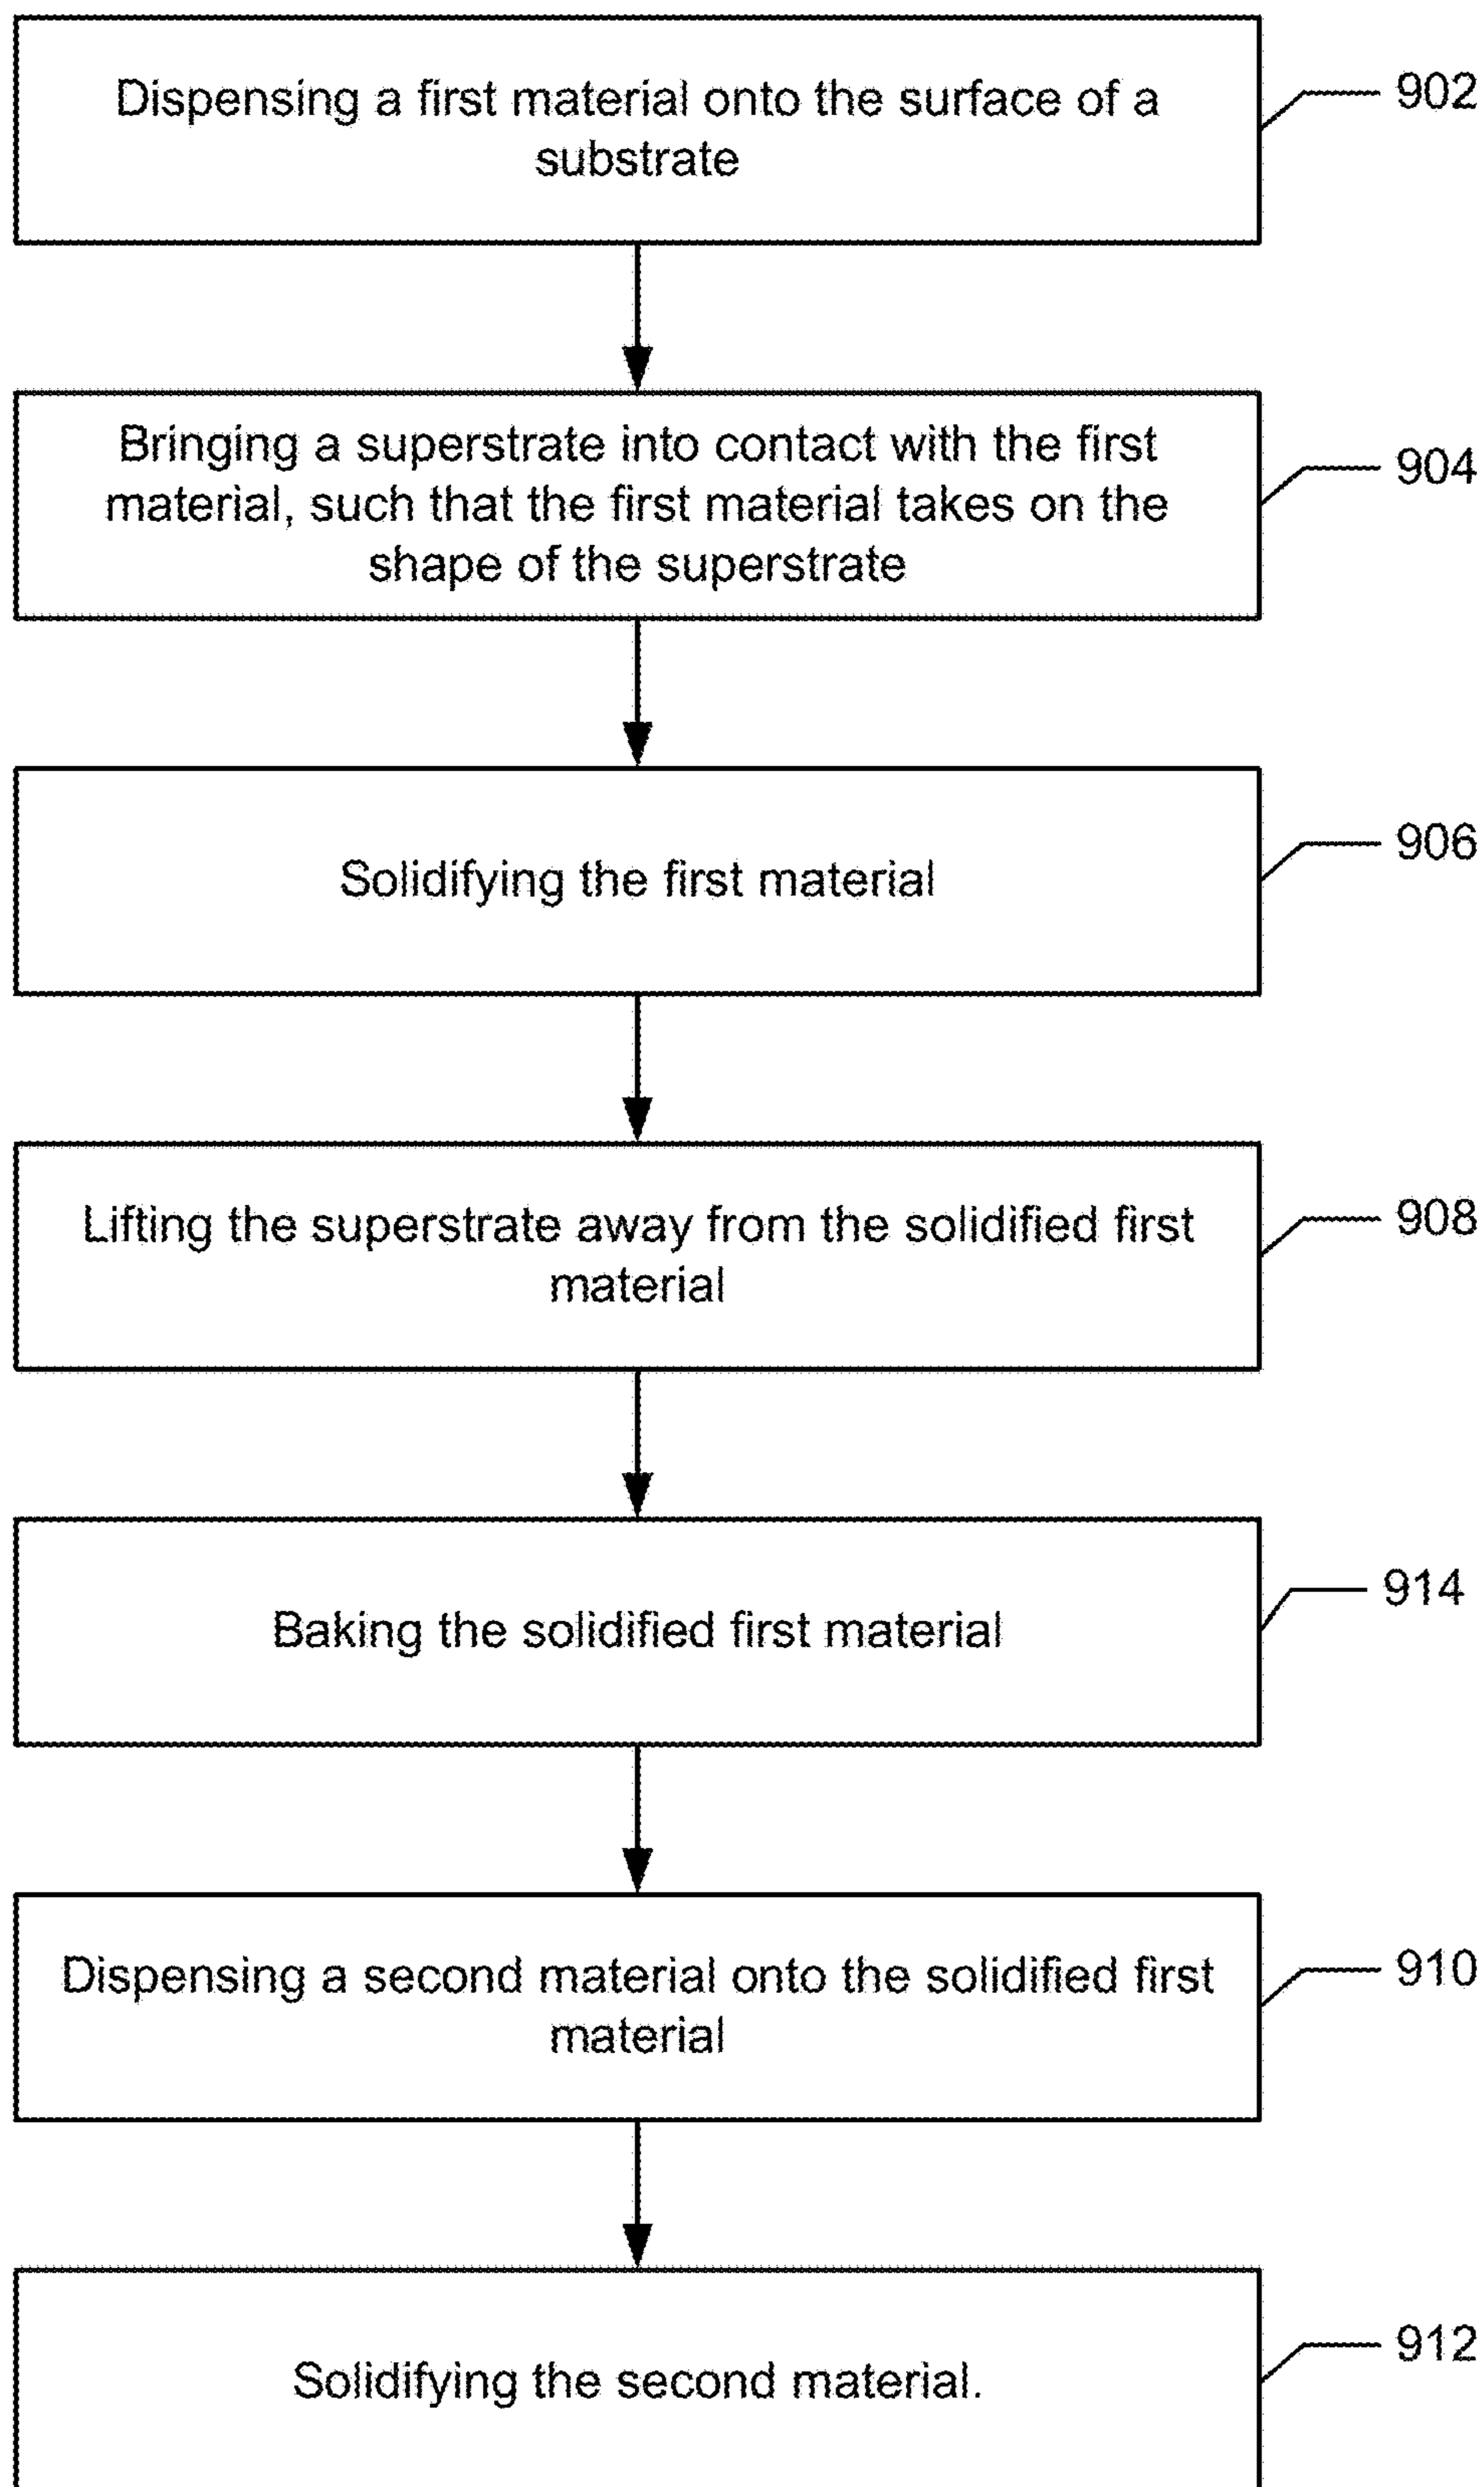 Dispensing a first material onto the surface of a
substrate
902
Bringing a superstrate into contact with the first
material, such that the first material takes on the
shape of the superstrate
904
Solidifying the first material
906
Lifting the superstrate away from the solidified first
material
908
Baking the solidified first material
914
Dispensing a second material onto the solidified first
material
910
Solidifying the second material.
912